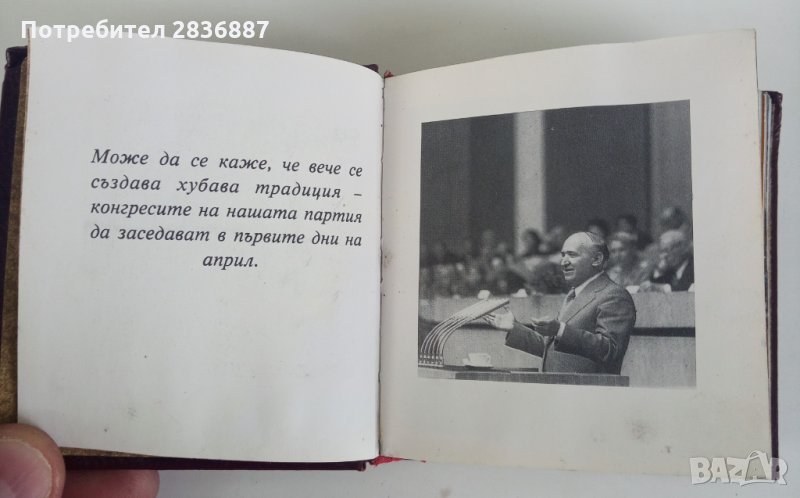 Потребител 2836887
Може да се каже, че вече се
създава хубава традиция –
конгресите на нашата партия
да заседават в първите дни на
април.
BAZAR